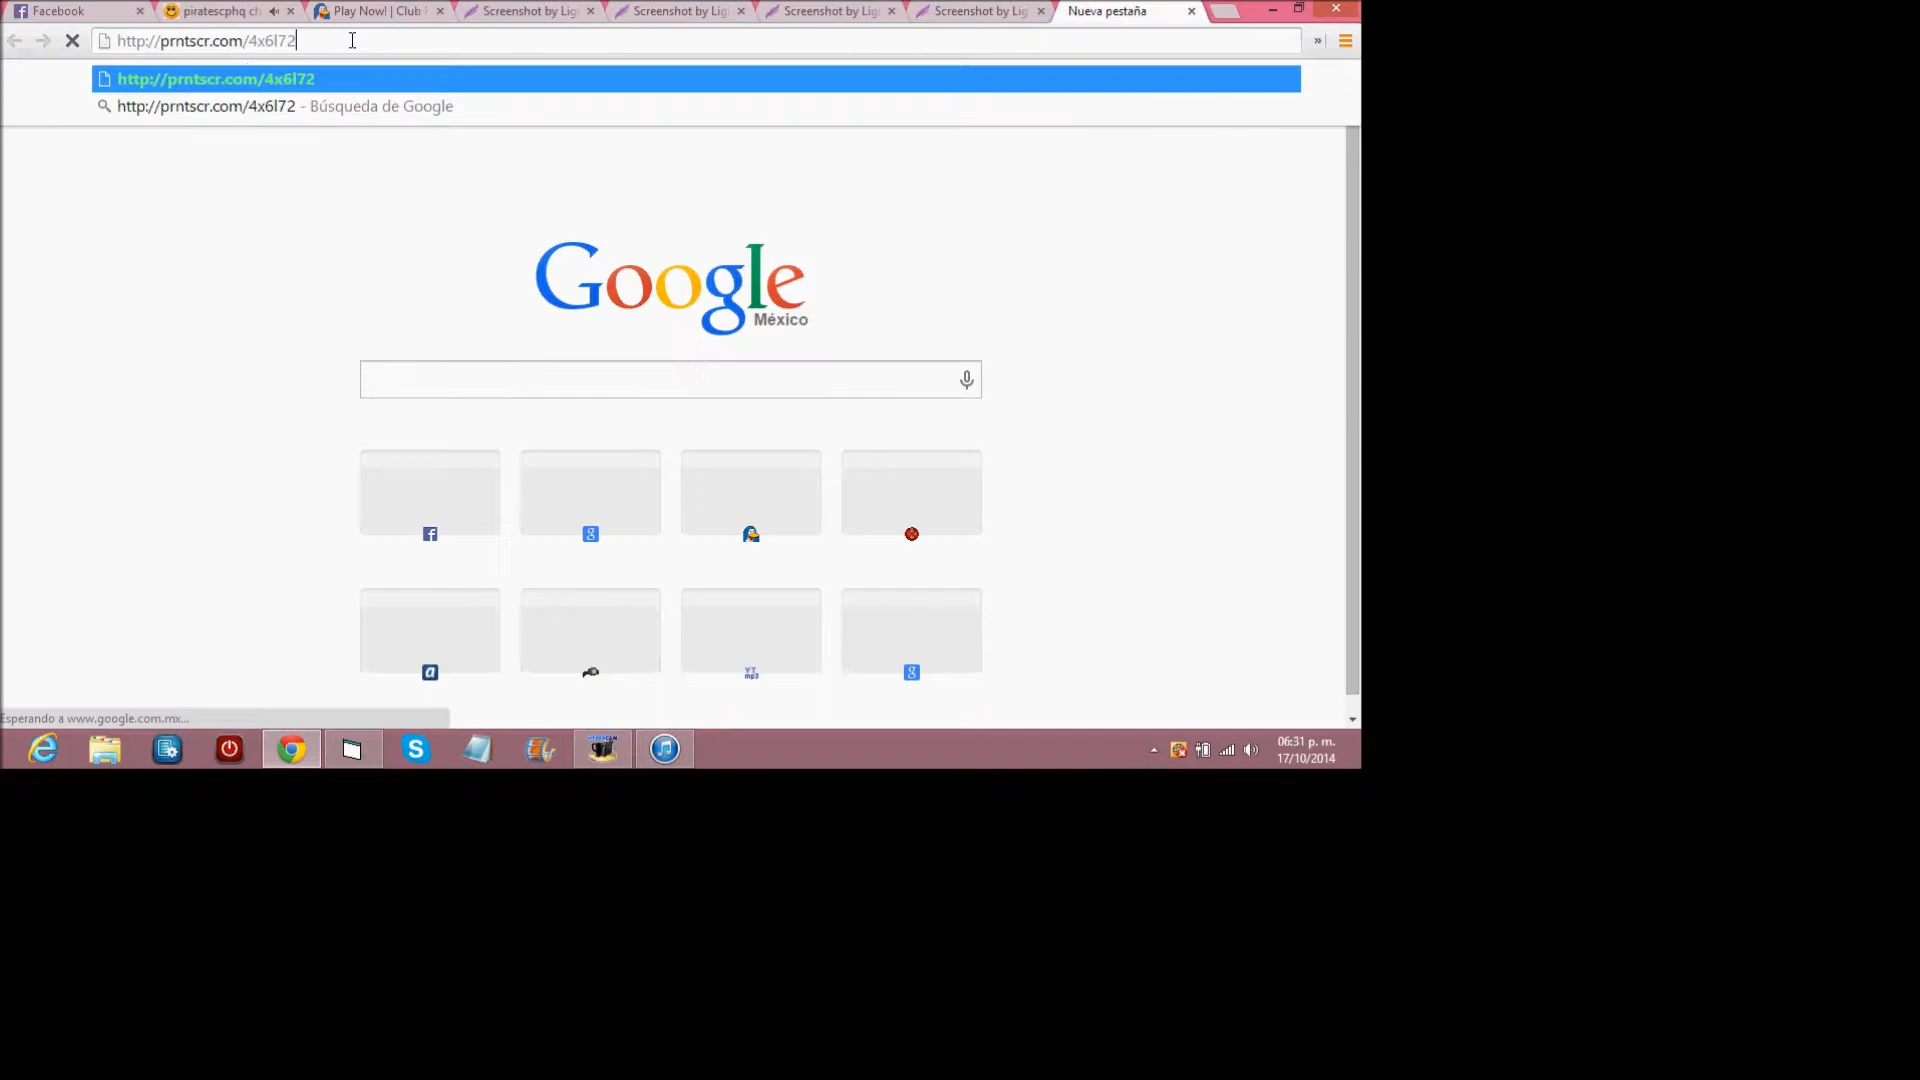 Facebook
piratescphq ch
Play Now! | Club
Screenshot by Lig
Screenshot by Lig
Screenshot by Lig
Screenshot by Lig
Nueva pestaña
http://prntscr.com/4x6l72
http://prntscr.com/4x6l72
http://prntscr.com/4x6l72 - Búsqueda de Google
Google
México
YT mp3
Esperando a www.google.com.mx...
06:31 p. m.
17/10/2014